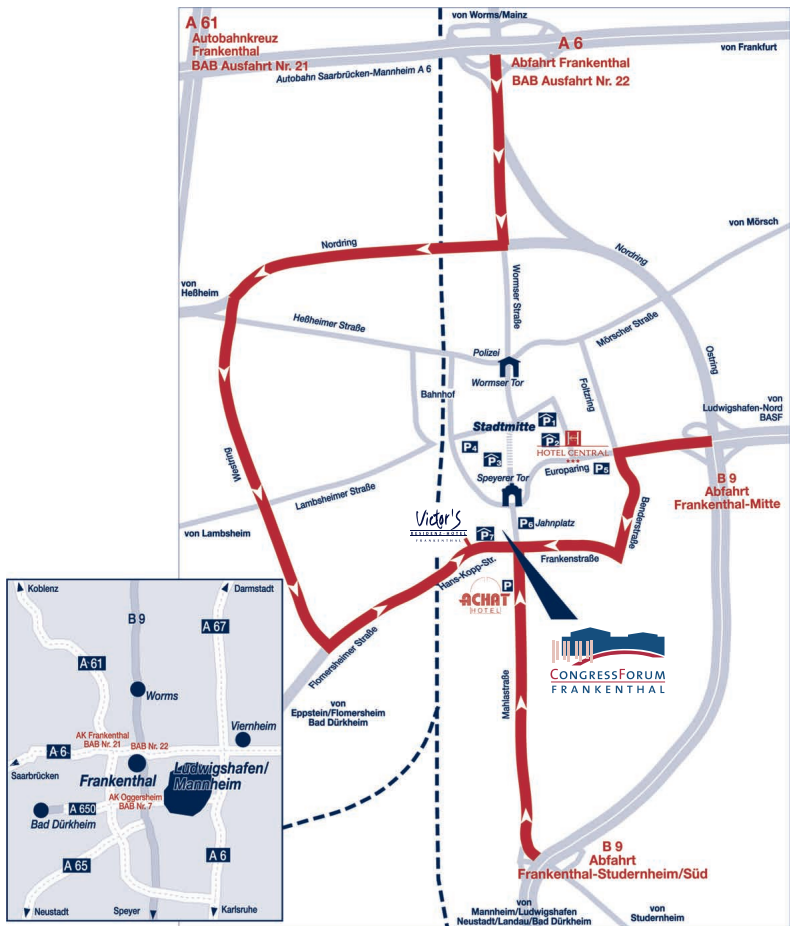 A 61
Autobahnkreuz
Frankenthal
BAB Ausfahrt Nr. 21
von Worms/Mainz
A 6
Abfahrt Frankenthal
BAB Ausfahrt Nr. 22
von Frankfurt
Autobahn Saarbrücken-Mannheim A 6
von Mörsch
Nordring
Nordring
von
Heßheim
Wormser Straße
Heßheimer Straße
Mörscher Straße
Ostring
Polizei
Wormser Tor
Bahnhof
Foltzring
von
Ludwigshafen-Nord
BASF
Stadtmitte
P1
P2
P3
P4
HOTEL CENTRAL
Europaring
P5
Speyerer Tor
Westring
Lambsheimer Straße
B 9
Abfahrt
Frankenthal-Mitte
Benderstraße
von Lambsheim
Victor's
RESIDENZ-HOTEL
FRANKENTHAL
P6
Jahnplatz
P7
Frankenstraße
Hans-Kopp-Str.
P
ACHAT
HOTEL
Flomersheimer Straße
CONGRESSFORUM
FRANKENTHAL
Mahlastraße
von
Eppstein/Flomersheim
Bad Dürkheim
B 9
Abfahrt
Frankenthal-Studernheim/Süd
von
Mannheim/Ludwigshafen
Neustadt/Landau/Bad Dürkheim
von
Studernheim
Koblenz
Darmstadt
B 9
A 67
A 61
Worms
Viernheim
AK Frankenthal
BAB Nr. 21
BAB Nr. 22
A 6
Saarbrücken
Frankenthal
Ludwigshafen/
Mannheim
AK Oggersheim
BAB Nr. 7
A 650
Bad Dürkheim
A 65
A 6
Neustadt
Speyer
Karlsruhe